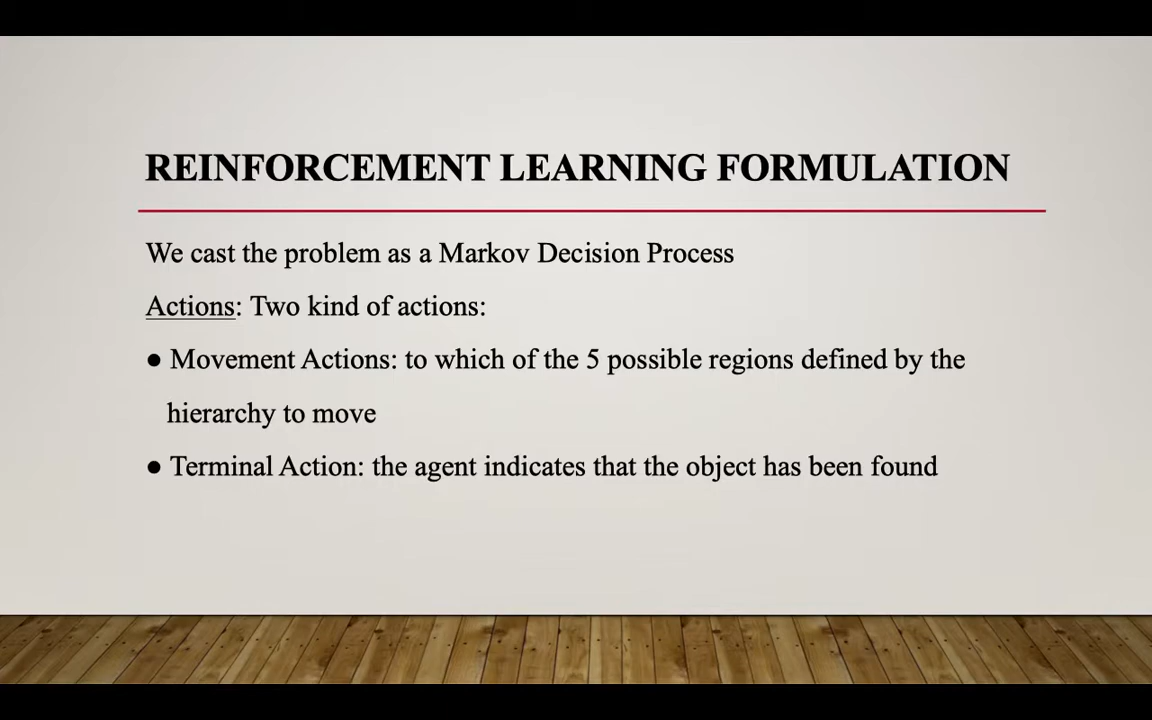 REINFORCEMENT LEARNING FORMULATION
We cast the problem as a Markov Decision Process
Actions: Two kind of actions:
● Movement Actions: to which of the 5 possible regions defined by the
hierarchy to move
● Terminal Action: the agent indicates that the object has been found